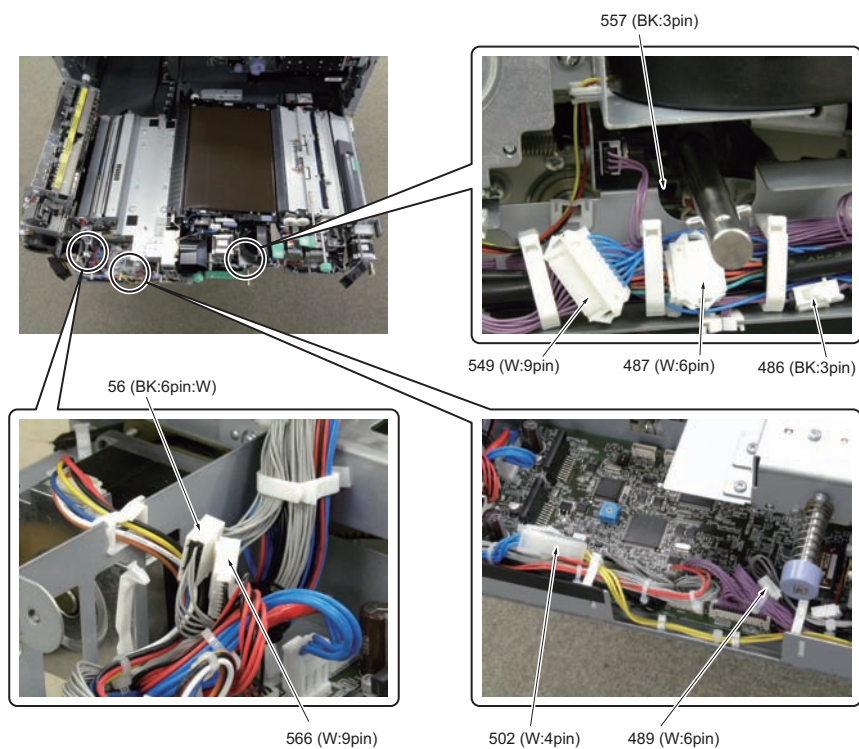 557 (BK:3pin)
549 (W:9pin)
487 (W:6pin)
486 (BK:3pin)
56 (BK:6pin:W)
566 (W:9pin)
502 (W:4pin)
489 (W:6pin)